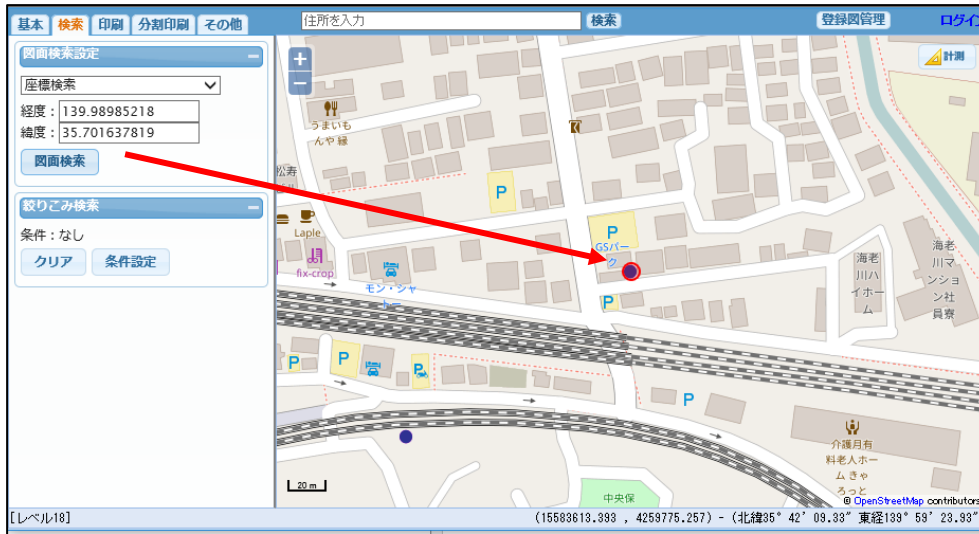 基本 検索 印刷 分割印刷 その他
住所を入力
検索
登録図管理
ログイン
図面検索設定
座標検索
経度：139.98985218
緯度：35.701637819
図面検索
絞りこみ検索
条件：なし
クリア 条件設定
計測
+
−
うまいも
んや 縁
松寿
Laple
fix-crop
モン・シャ
トー
P
P
GSパー
ク
P
海老
川ハ
イホー
ム
海老
川マ
ンショ
ン社
員寮
P
P
P
P
介護月有
料老人ホー
ム きゃ
ろっと
中央保
20 m
© OpenStreetMap contributors
[レベル18]
(15583613.393 , 4259775.257) - (北緯35° 42’ 09.33” 東経139° 59’ 23.93”